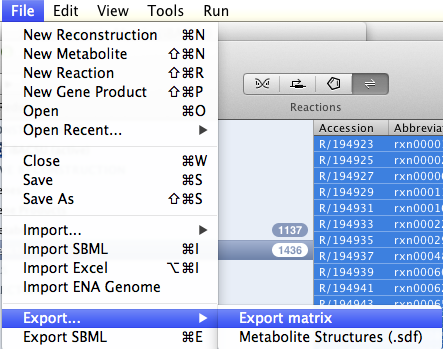 File Edit View Tools Run
New Reconstruction ⌘N
New Metabolite ⇧⌘N
New Reaction ⇧⌘R
New Gene Product ⇧⌘P
Open ⌘O
Open Recent... ▶
Close ⌘W
Save ⌘S
Save As ⇧⌘S
Import... ▶
Import SBML ⌘I
Import Excel ⌥⌘I
Import ENA Genome
Export... ▶
Export SBML ⌘E
Export matrix
Metabolite Structures (.sdf)
Reactions
1137
1436
Accession Abbrevia
R/194923 rxn0000
R/194925 rxn0002
R/194927 rxn0000
R/194929 rxn0001
R/194931 rxn0001
R/194933 rxn0002
R/194935 rxn0002
R/194937 rxn0004
R/194939 rxn0006
R/194941 rxn0006
R/194943 rxn0006